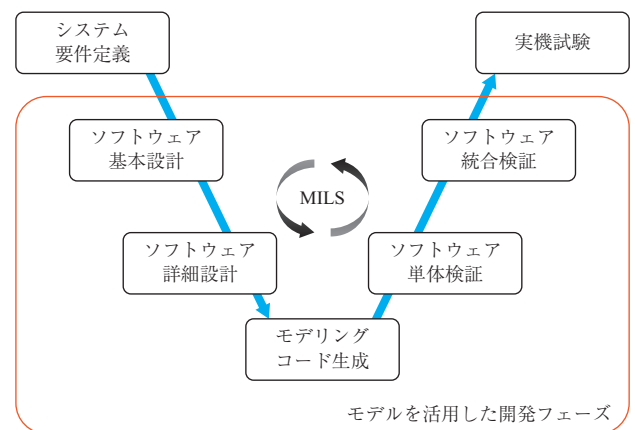 システム
要件定義
実機試験
ソフトウェア
基本設計
ソフトウェア
統合検証
MILS
ソフトウェア
詳細設計
ソフトウェア
単体検証
モデリング
コード生成
モデルを活用した開発フェーズ